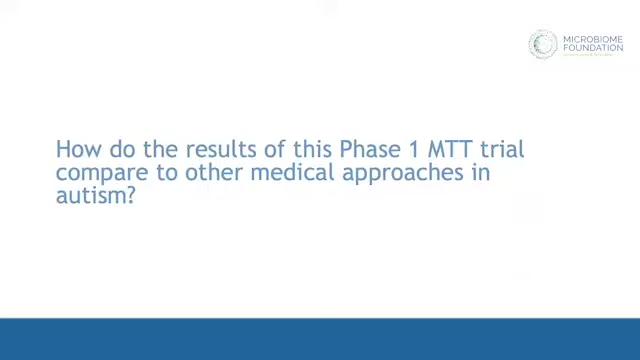 MICROBIOME
FOUNDATION
How do the results of this Phase 1 MTT trial
compare to other medical approaches in
autism?